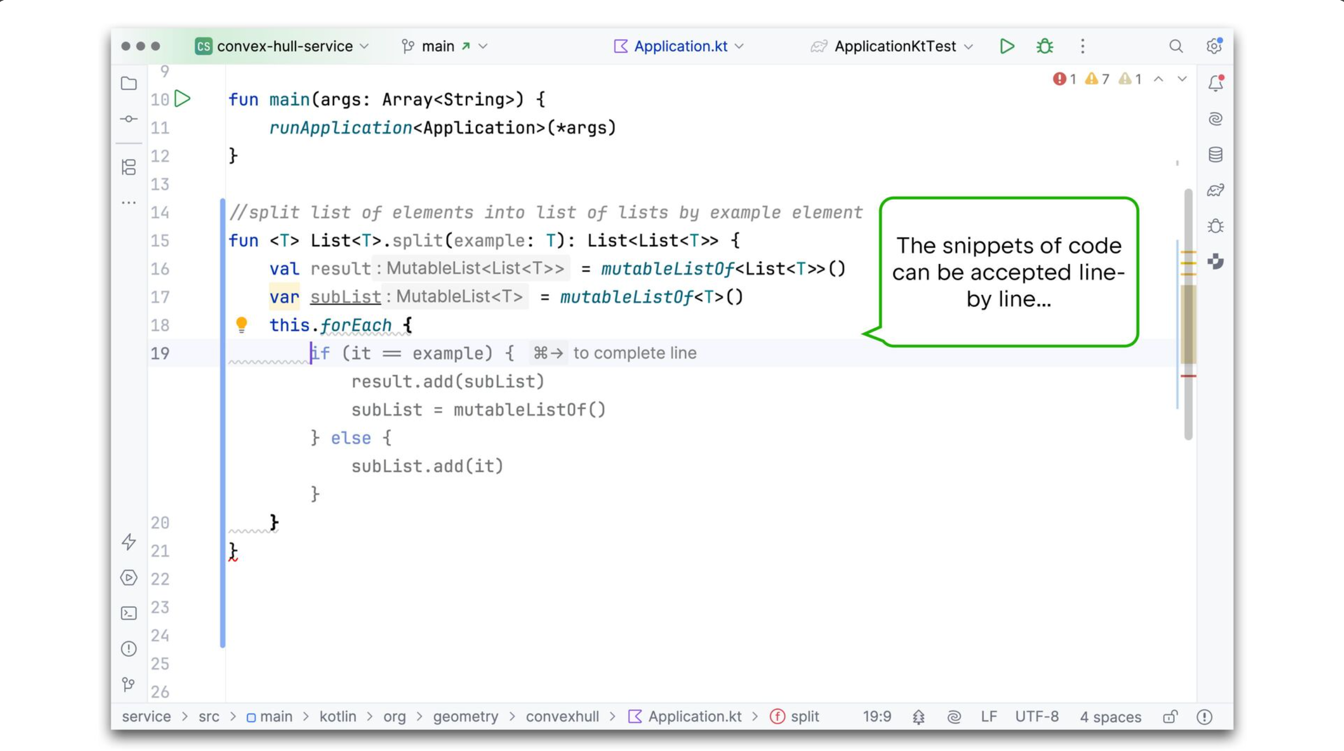 CS convex-hull-service main Application.kt ApplicationKtTest
1 7 1
9
10 fun main(args: Array<String>) {
11 runApplication<Application>(*args)
12 }
13
14 //split list of elements into list of lists by example element
15 fun <T> List<T>.split(example: T): List<List<T>> {
16 val result : MutableList<List<T>> = mutableListOf<List<T>>()
17 var subList : MutableList<T> = mutableListOf<T>()
18 this.forEach {
19 if (it == example) { ⌘→ to complete line
result.add(subList)
subList = mutableListOf()
} else {
subList.add(it)
}
20 }
21 }
22
23
24
25
26
The snippets of code
can be accepted line-
by line...
service > src > main > kotlin > org > geometry > convexhull > Application.kt > f split 19:9 LF UTF-8 4 spaces